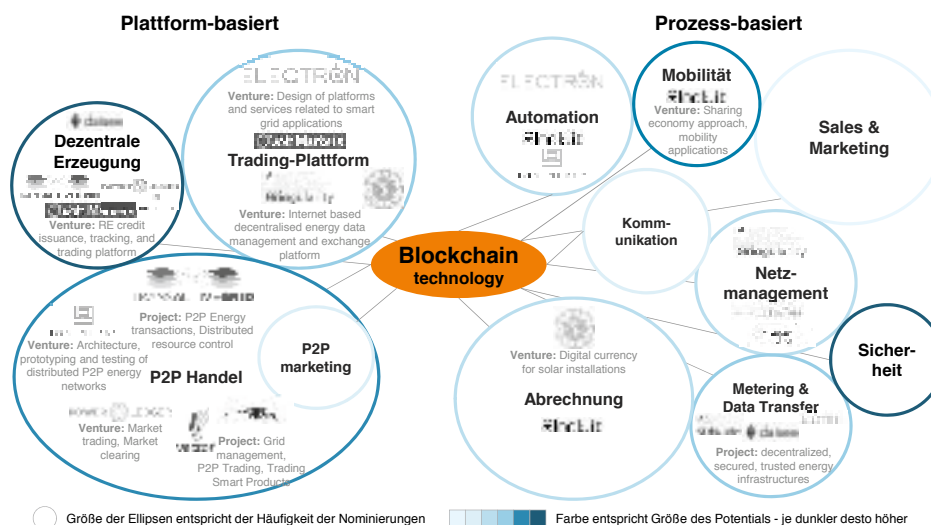 Plattform-basiert
Prozess-basiert
ELECTRON
Venture: Design of platforms
and services related to smart
grid applications
Trading-Plattform
Venture: Internet based
decentralised energy data
management and exchange
platform
Dezentrale
Erzeugung
Venture: RE credit
issuance, tracking, and
trading platform
Project: P2P Energy
transactions, Distributed
resource control
Venture: Architecture,
prototyping and testing of
distributed P2P energy
networks
P2P Handel
P2P
marketing
POWER LEDGER
Venture: Market
trading, Market
clearing
Project: Grid
management,
P2P Trading, Trading
Smart Products
Blockchain
technology
ELECTRON
Automation
Mobilität
Venture: Sharing
economy approach,
mobility
applications
Sales &
Marketing
Komm-
unikation
Netz-
management
Sicher-
heit
Venture: Digital currency
for solar installations
Abrechnung
Metering &
Data Transfer
Project: decentralized,
secured, trusted energy
infrastructures
Größe der Ellipsen entspricht der Häufigkeit der Nominierungen
Farbe entspricht Größe des Potentials - je dunkler desto höher